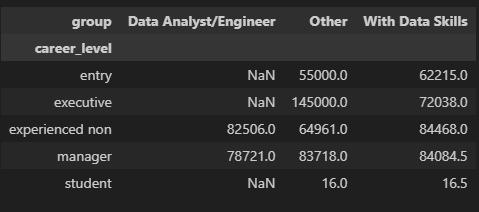 group Data Analyst/Engineer Other With Data Skills
career_level
entry NaN 55000.0 62215.0
executive NaN 145000.0 72038.0
experienced non 82506.0 64961.0 84468.0
manager 78721.0 83718.0 84084.5
student NaN 16.0 16.5